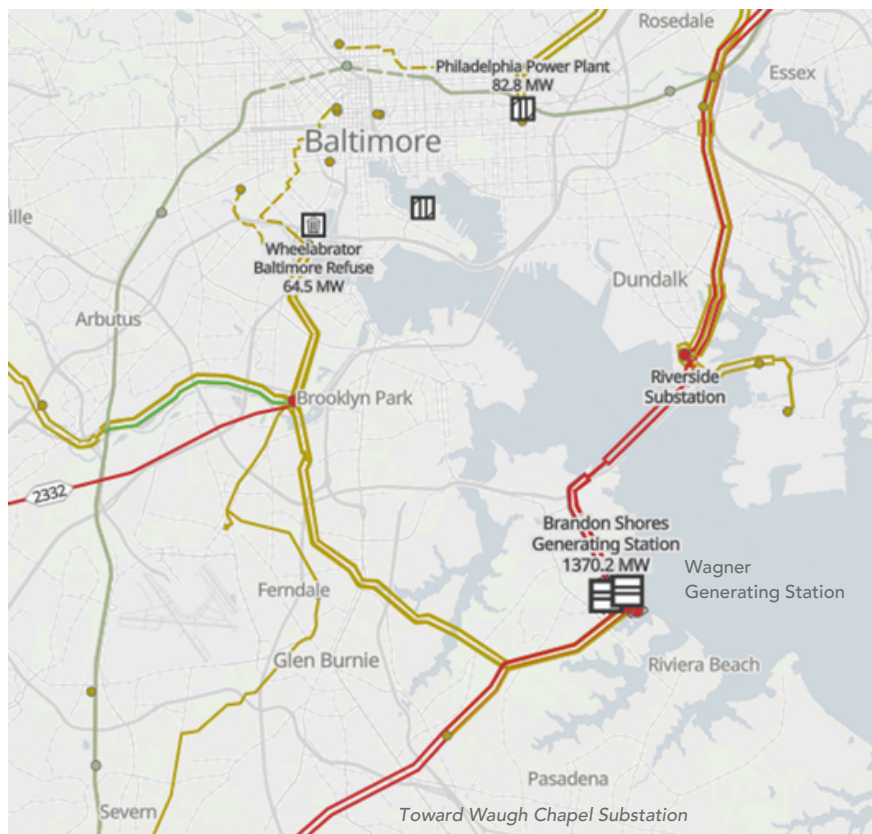 Rosedale
Philadelphia Power Plant
82.8 MW
Essex
Baltimore
ille
Wheelabrator
Baltimore Refuse
64.5 MW
Dundalk
Arbutus
Riverside
Substation
Brooklyn Park
2332
Brandon Shores
Generating Station
1370.2 MW
Wagner
Generating Station
Ferndale
Glen Burnie
Riviera Beach
Pasadena
Severn
Toward Waugh Chapel Substation